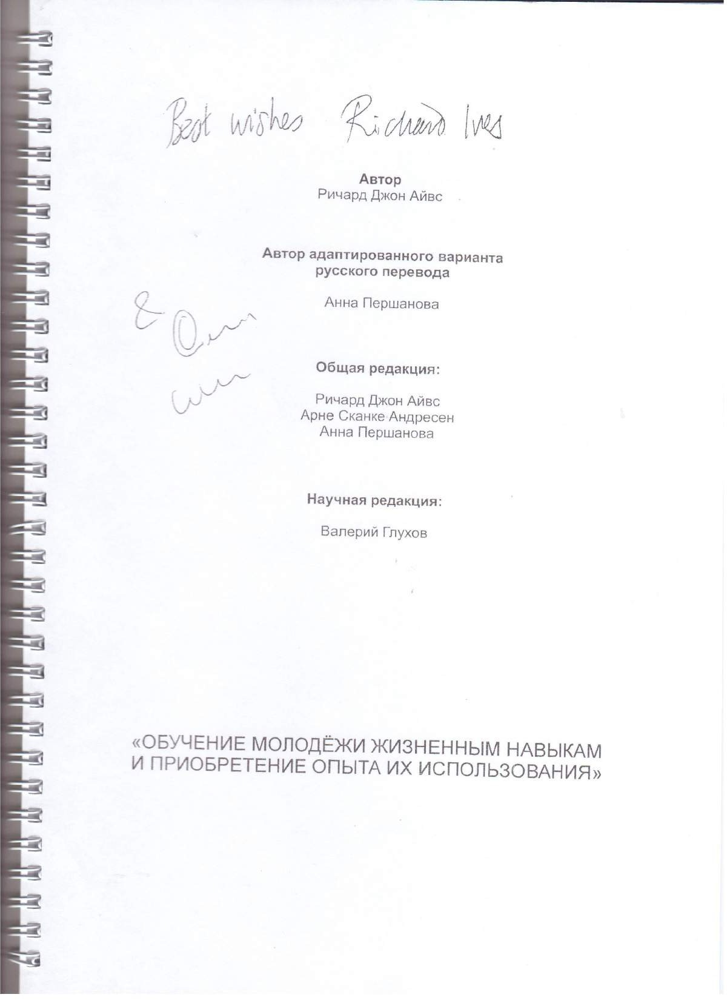 Best wishes Richard Ives
Автор
Ричард Джон Айвс
Автор адаптированного варианта
русского перевода
Анна Першанова
&
Общая редакция:
Ричард Джон Айвс
Арне Сканке Андресен
Анна Першанова
Научная редакция:
Валерий Глухов
«ОБУЧЕНИЕ МОЛОДЁЖИ ЖИЗНЕННЫМ НАВЫКАМ
И ПРИОБРЕТЕНИЕ ОПЫТА ИХ ИСПОЛЬЗОВАНИЯ»